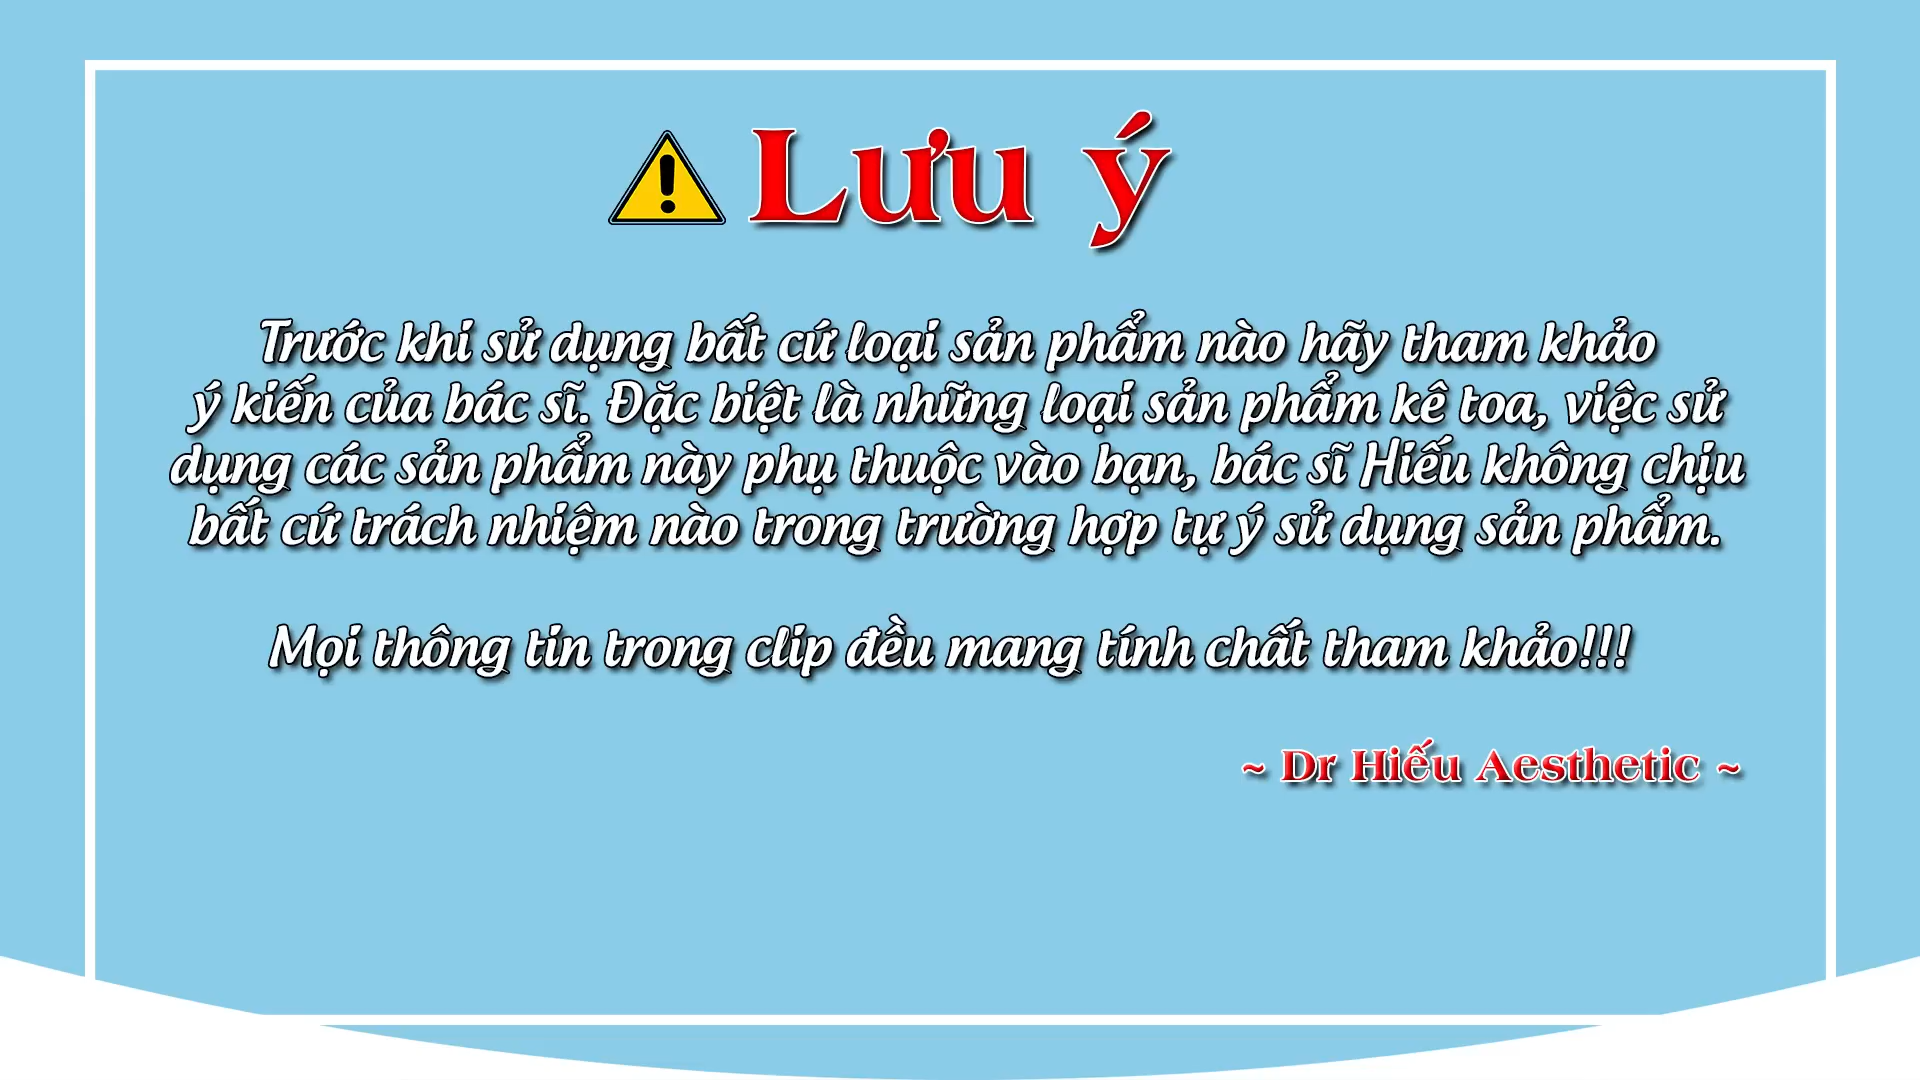 Lưu ý
Trước khi sử dụng bất cứ loại sản phẩm nào hãy tham khảo
ý kiến của bác sĩ. Đặc biệt là những loại sản phẩm kê toa, việc sử
dụng các sản phẩm này phụ thuộc vào bạn, bác sĩ Hiếu không chịu
bất cứ trách nhiệm nào trong trường hợp tự ý sử dụng sản phẩm.
Mọi thông tin trong clip đều mang tính chất tham khảo!!!
~ Dr Hiếu Aesthetic ~